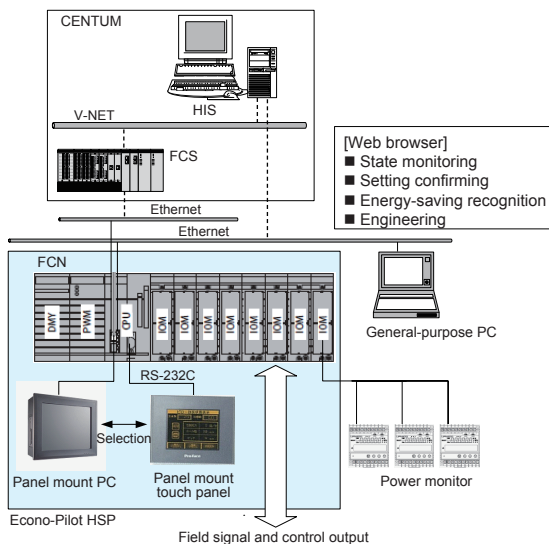 CENTUM
HIS
V-NET
FCS
[Web browser]
■ State monitoring
■ Setting confirming
■ Energy-saving recognition
■ Engineering
Ethernet
Ethernet
FCN
DMY
PWM
CPU
IOM
IOM
IOM
IOM
IOM
IOM
IOM
IOM
General-purpose PC
RS-232C
Selection
Panel mount PC
Panel mount
touch panel
Power monitor
Econo-Pilot HSP
Field signal and control output